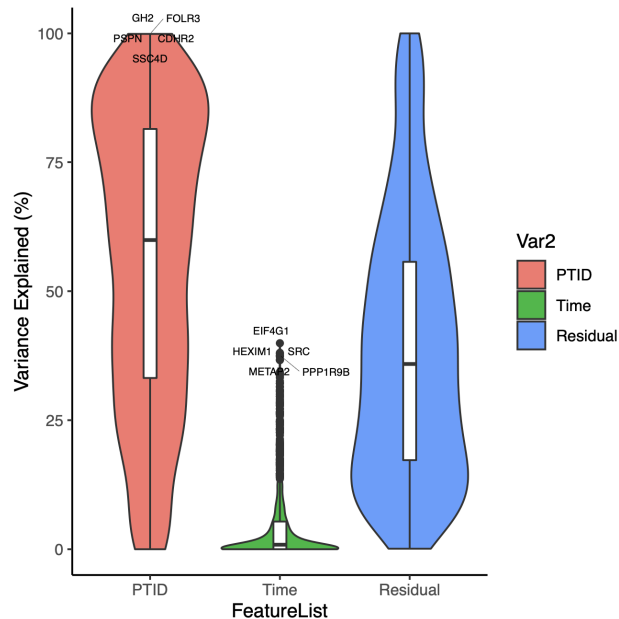 GH2 FOLR3
PSPN CDHR2
SSC4D
100
75
50
25
0
Variance Explained (%)
EIF4G1
HEXIM1 SRC
METAP2 PPP1R9B
PTID Time Residual
FeatureList
Var2
PTID
Time
Residual